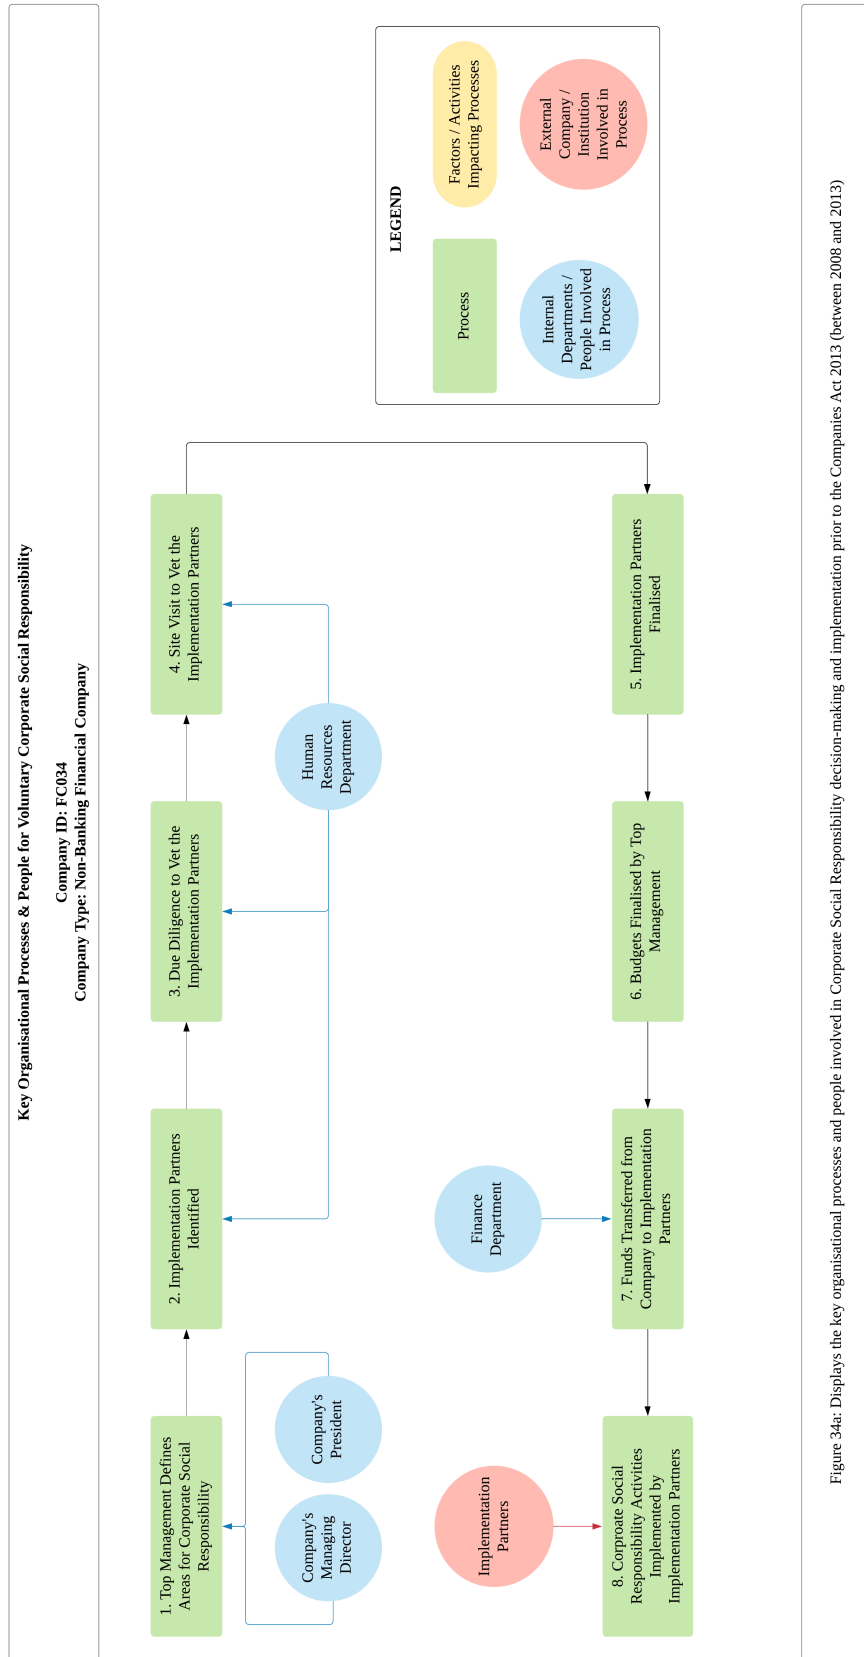 Key Organisational Processes & People for Voluntary Corporate Social Responsibility
Company ID: FC034
Company Type: Non-Banking Financial Company
1. Top Management Defines
Areas for Corporate Social
Responsibility
2. Implementation Partners
Identified
3. Due Diligence to Vet the
Implementation Partners
4. Site Visit to Vet the
Implementation Partners
Company's
Managing
Director
Company's
President
Human
Resources
Department
LEGEND
Process
Factors / Activities
Impacting Processes
Internal
Departments /
People Involved
in Process
External
Company /
Institution
Involved in
Process
Implementation
Partners
Finance
Department
8. Corproate Social
Responsibility Activities
Implemented by
Implementation Partners
7. Funds Transferred from
Company to Implementation
Partners
6. Budgets Finalised by Top
Management
5. Implementation Partners
Finalised
Figure 34a: Displays the key organisational processes and people involved in Corporate Social Responsibility decision-making and implementation prior to the Companies Act 2013 (between 2008 and 2013)